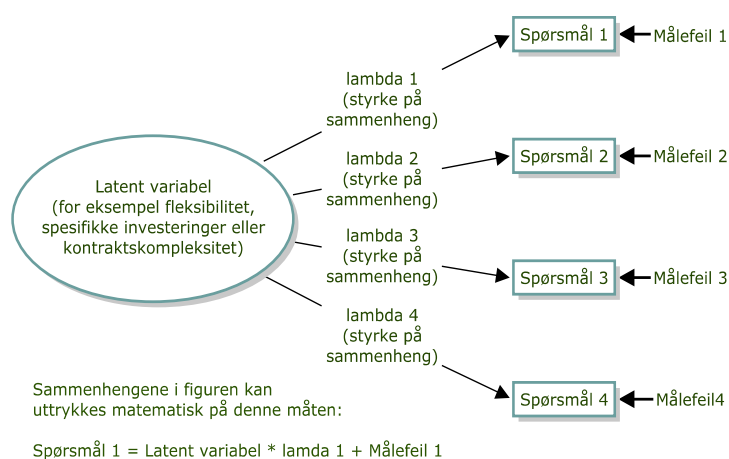 Spørsmål 1
Målefeil 1
lambda 1
(styrke på
sammenheng)
Spørsmål 2
Målefeil 2
lambda 2
(styrke på
sammenheng)
Latent variabel
(for eksempel fleksibilitet,
spesifikke investeringer eller
kontraktskompleksitet)
lambda 3
(styrke på
sammenheng)
Spørsmål 3
Målefeil 3
lambda 4
(styrke på
sammenheng)
Spørsmål 4
Målefeil4
Sammenhengene i figuren kan
uttrykkes matematisk på denne måten:
Spørsmål 1 = Latent variabel * lamda 1 + Målefeil 1